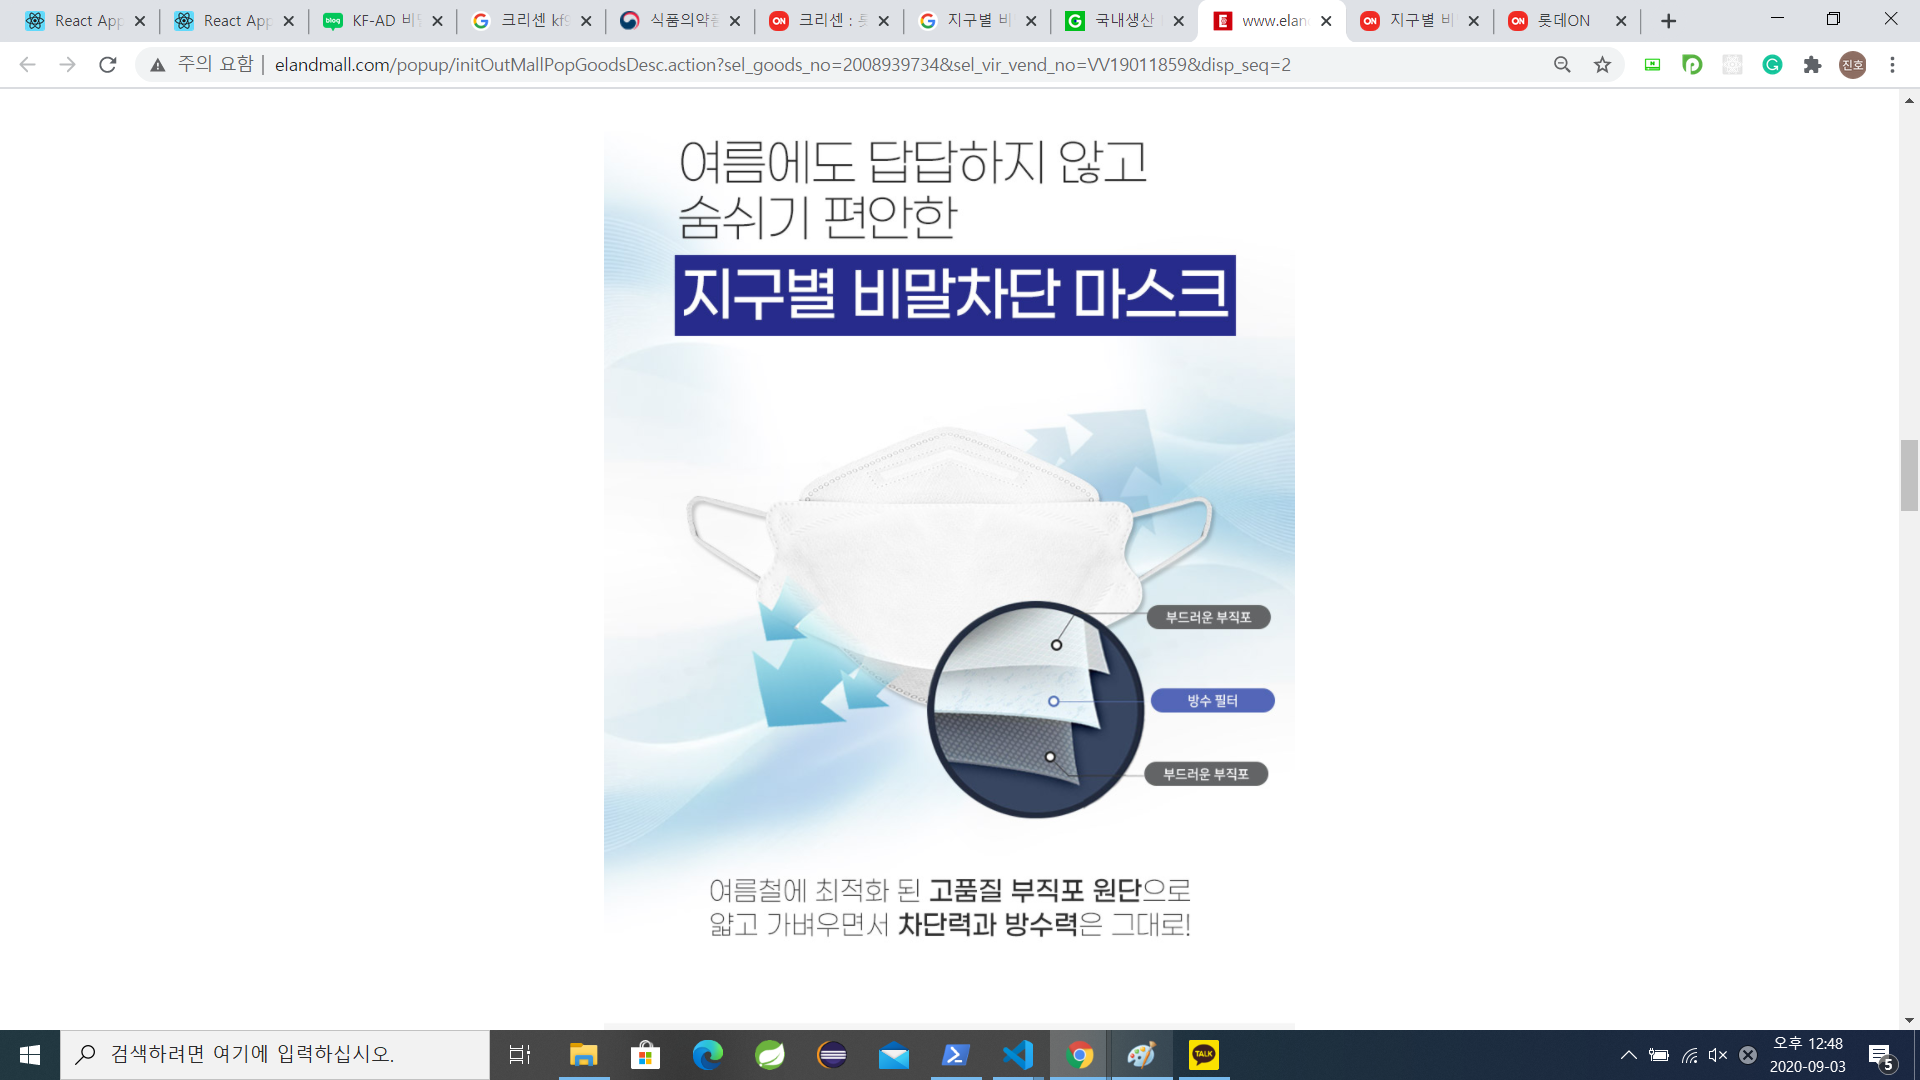 React App
React App
KF-AD 비말
크리센 kf9
식품의약품
크리센 : 롯
지구별 비
국내생산
www.elan
지구별 비
롯데ON
주의 요함
elandmall.com/popup/initOutMallPopGoodsDesc.action?sel_goods_no=2008939734&sel_vir_vend_no=VV19011859&disp_seq=2
진호
여름에도 답답하지 않고
숨쉬기 편안한
지구별 비말차단 마스크
부드러운 부직포
방수 필터
부드러운 부직포
여름철에 최적화 된 고품질 부직포 원단으로
얇고 가벼우면서 차단력과 방수력은 그대로!
검색하려면 여기에 입력하십시오.
TALK
오후 12:48
2020-09-03
5